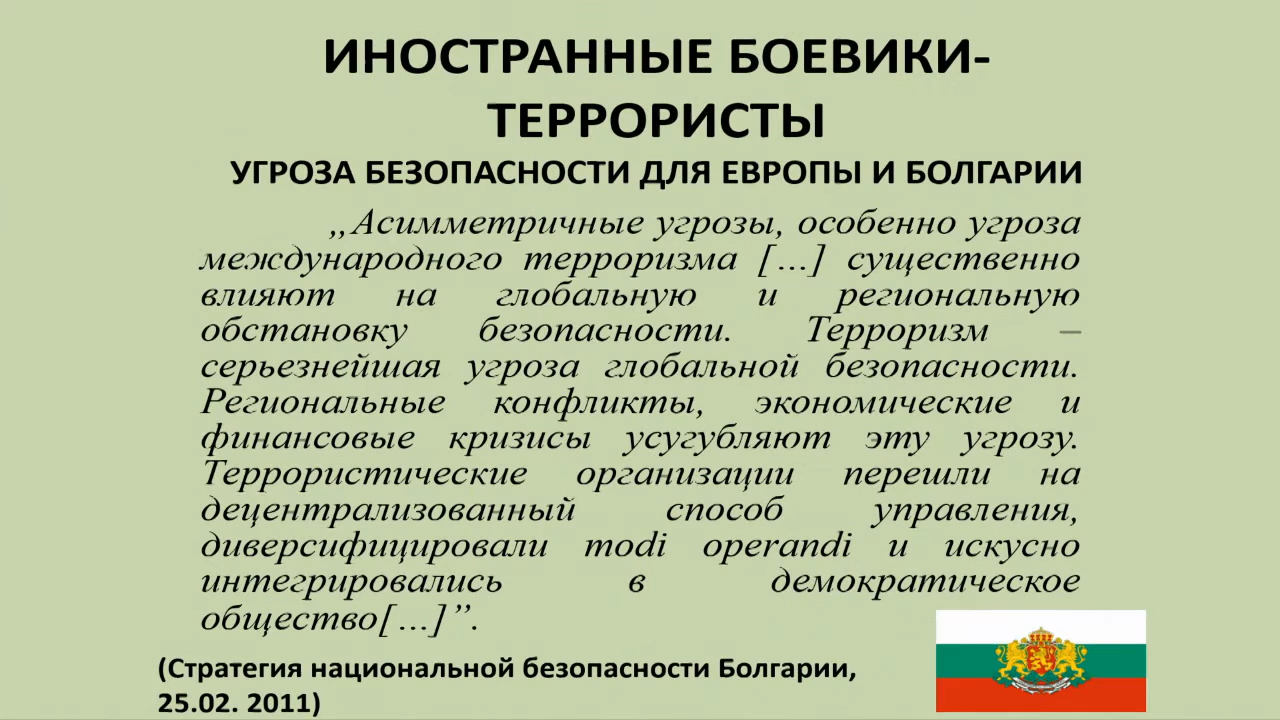 ИНОСТРАННЫЕ БОЕВИКИ-
ТЕРРОРИСТЫ
УГРОЗА БЕЗОПАСНОСТИ ДЛЯ ЕВРОПЫ И БОЛГАРИИ
„Асимметричные угрозы, особенно угроза
международного терроризма […] существенно
влияют на глобальную и региональную
обстановку безопасности. Терроризм –
серьезнейшая угроза глобальной безопасности.
Региональные конфликты, экономические и
финансовые кризисы усугубляют эту угрозу.
Террористические организации перешли на
децентрализованный способ управления,
диверсифицировали modi operandi и искусно
интегрировались в демократическое
общество[…]”.
(Стратегия национальной безопасности Болгарии,
25.02. 2011)